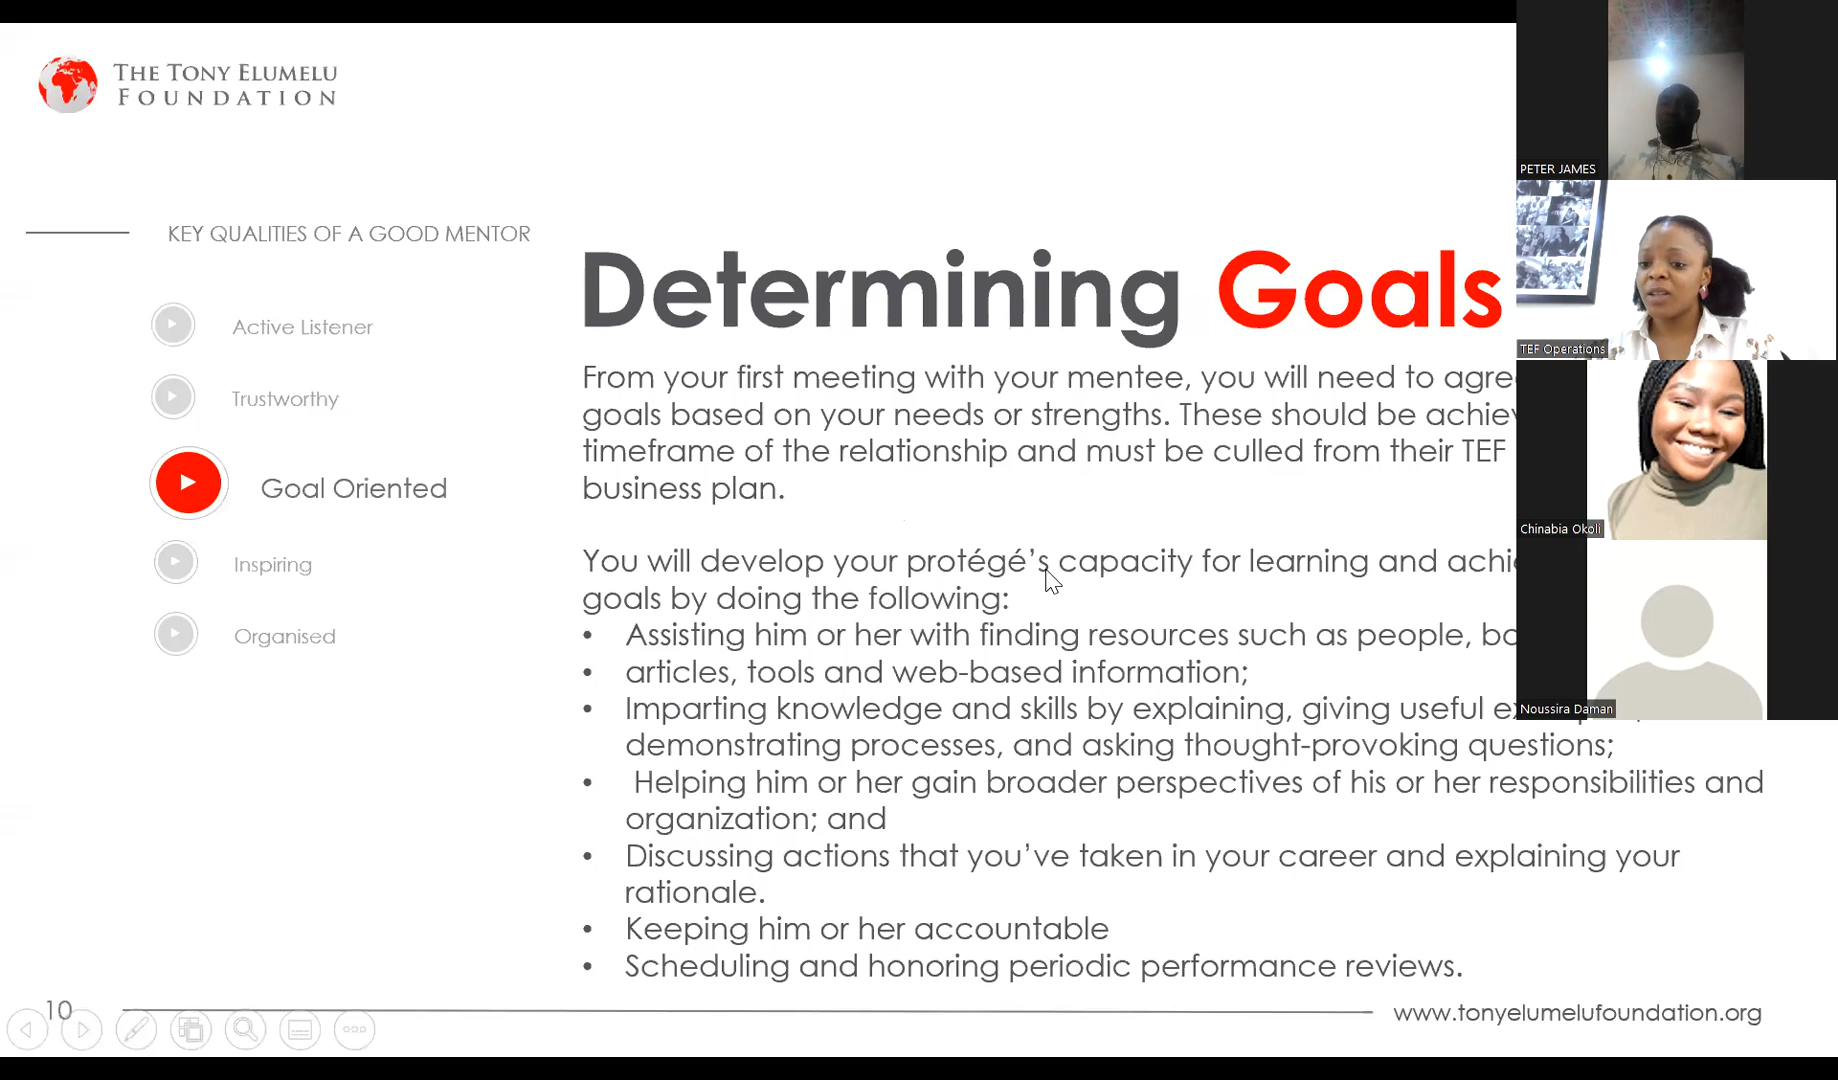 THE TONY ELUMELU
FOUNDATION
KEY QUALITIES OF A GOOD MENTOR
Active Listener
Trustworthy
Goal Oriented
Inspiring
Organised
Determining Goals
From your first meeting with your mentee, you will need to agre
goals based on your needs or strengths. These should be achiev
timeframe of the relationship and must be culled from their TEF
business plan.
You will develop your protégé’s capacity for learning and achi
goals by doing the following:
• Assisting him or her with finding resources such as people, bo
• articles, tools and web-based information;
• Imparting knowledge and skills by explaining, giving useful ex
demonstrating processes, and asking thought-provoking questions;
• Helping him or her gain broader perspectives of his or her responsibilities and
organization; and
• Discussing actions that you’ve taken in your career and explaining your
rationale.
• Keeping him or her accountable
• Scheduling and honoring periodic performance reviews.
10
www.tonyelumelufoundation.org
PETER JAMES
TEF Operations
Chinabia Okoli
Noussira Daman